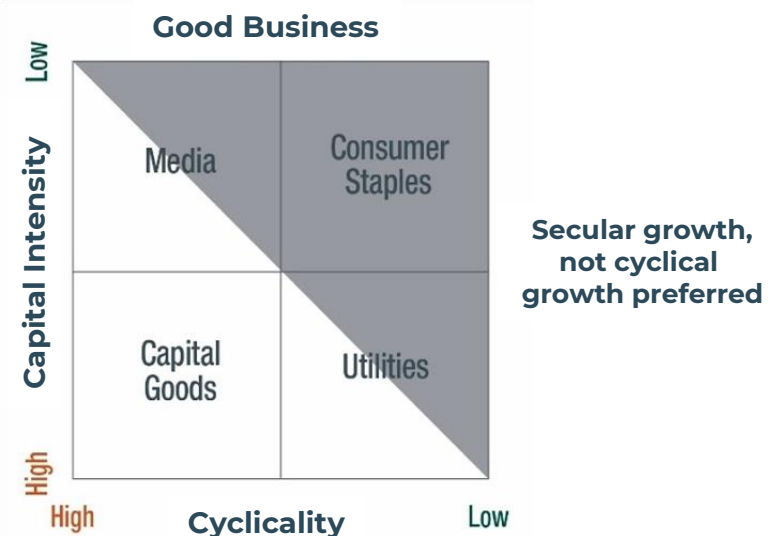 Good Business
Low
Capital Intensity
High
Media
Consumer
Staples
Capital
Goods
Utilities
Secular growth,
not cyclical
growth preferred
High
Cyclicality
Low